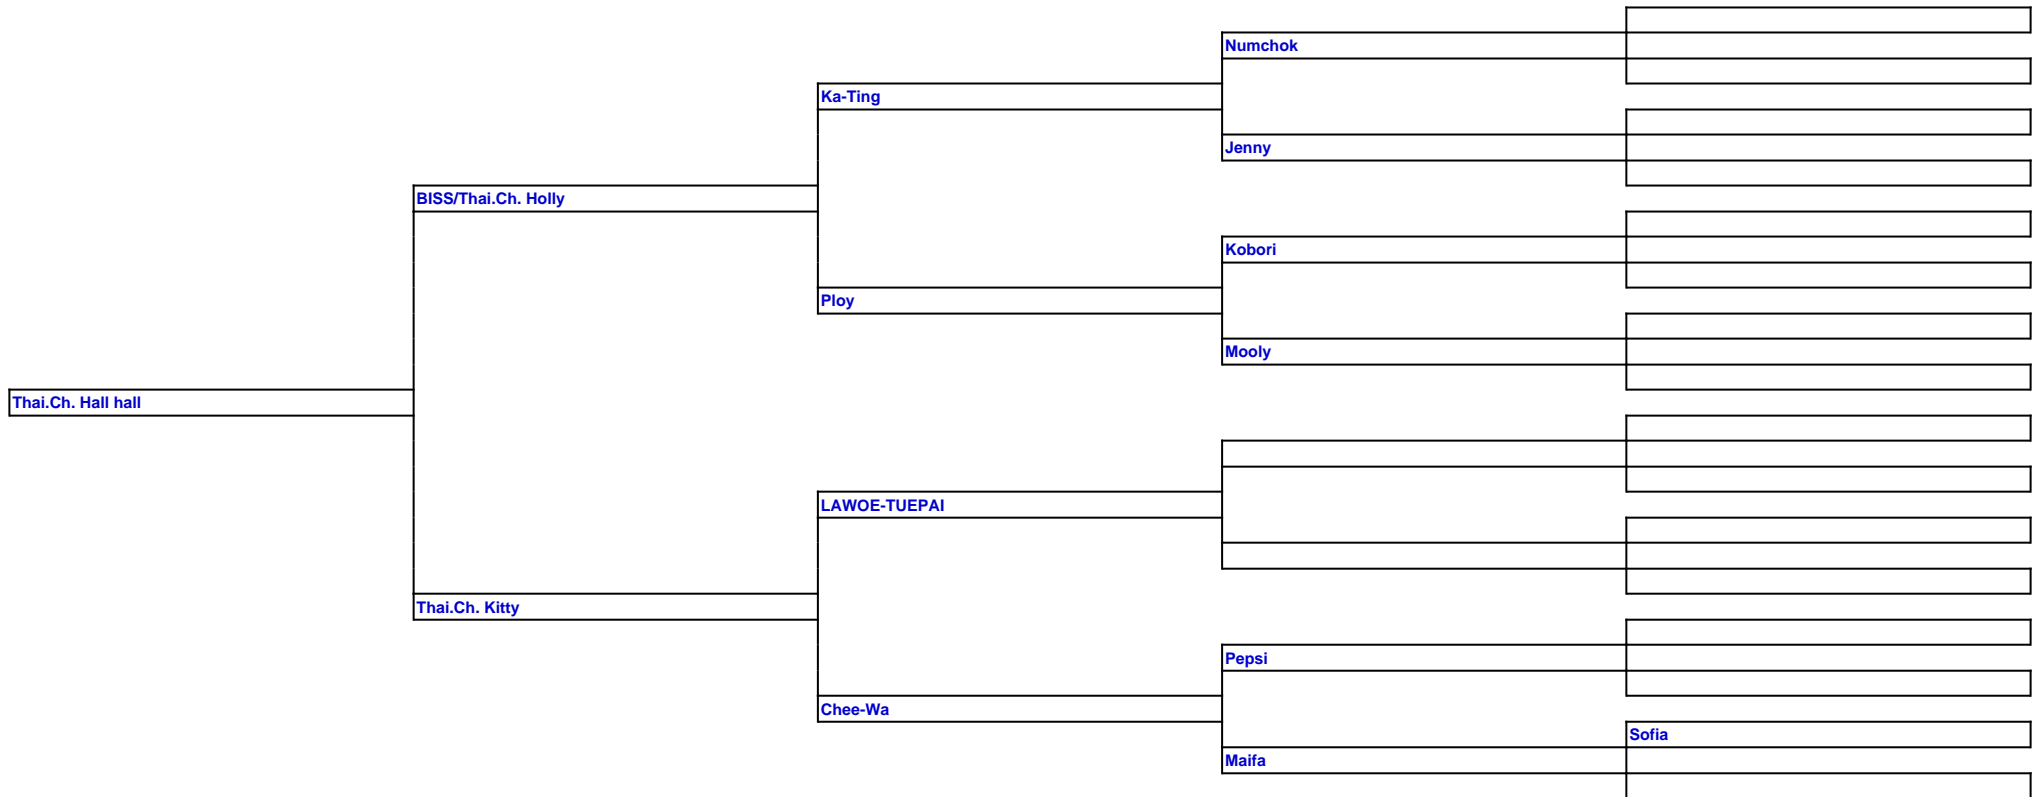 Numchok
Ka-Ting
Jenny
BISS/Thai.Ch. Holly
Kobori
Ploy
Mooly
Thai.Ch. Hall hall
LAWOE-TUEPAI
Thai.Ch. Kitty
Pepsi
Chee-Wa
Sofia
Maifa